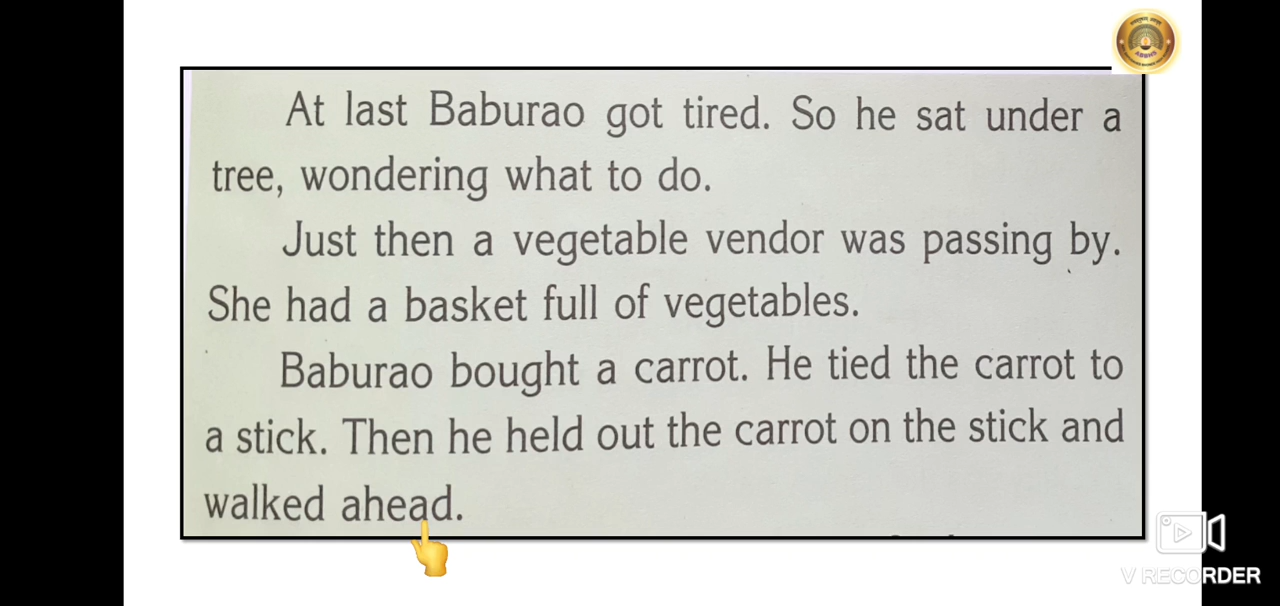 At last Baburao got tired. So he sat under a
tree, wondering what to do.
Just then a vegetable vendor was passing by.
She had a basket full of vegetables.
Baburao bought a carrot. He tied the carrot to
a stick. Then he held out the carrot on the stick and
walked ahead.
V RECORDER